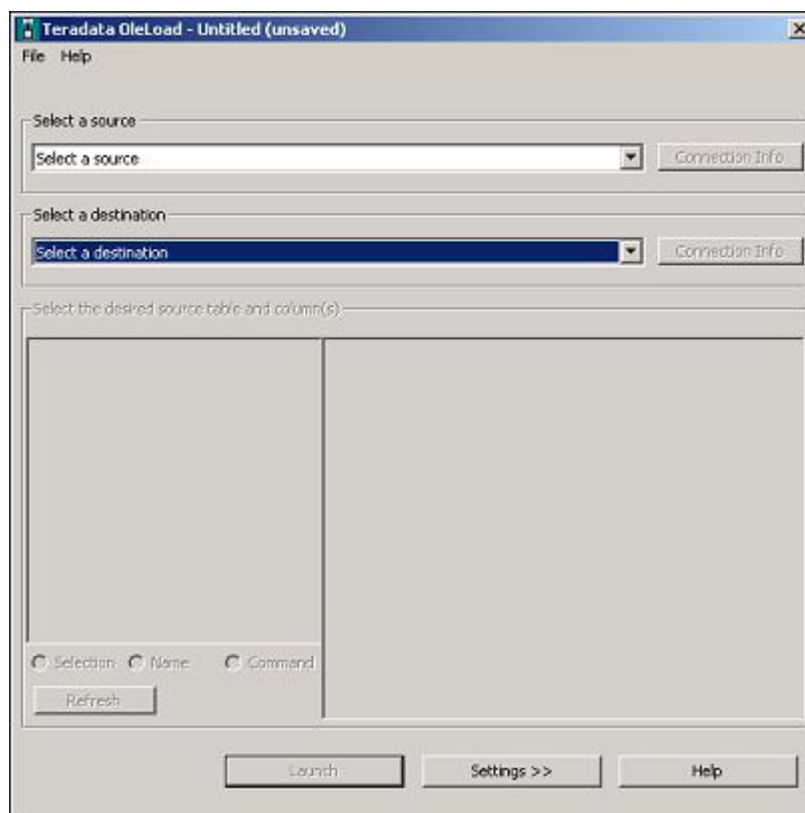 Teradata OleLoad - Untitled (unsaved)
File Help
Select a source
Select a source
Connection Info
Select a destination
Select a destination
Connection Info
Select the desired source table and column(s)
Selection Name Command
Refresh
Launch Settings >> Help